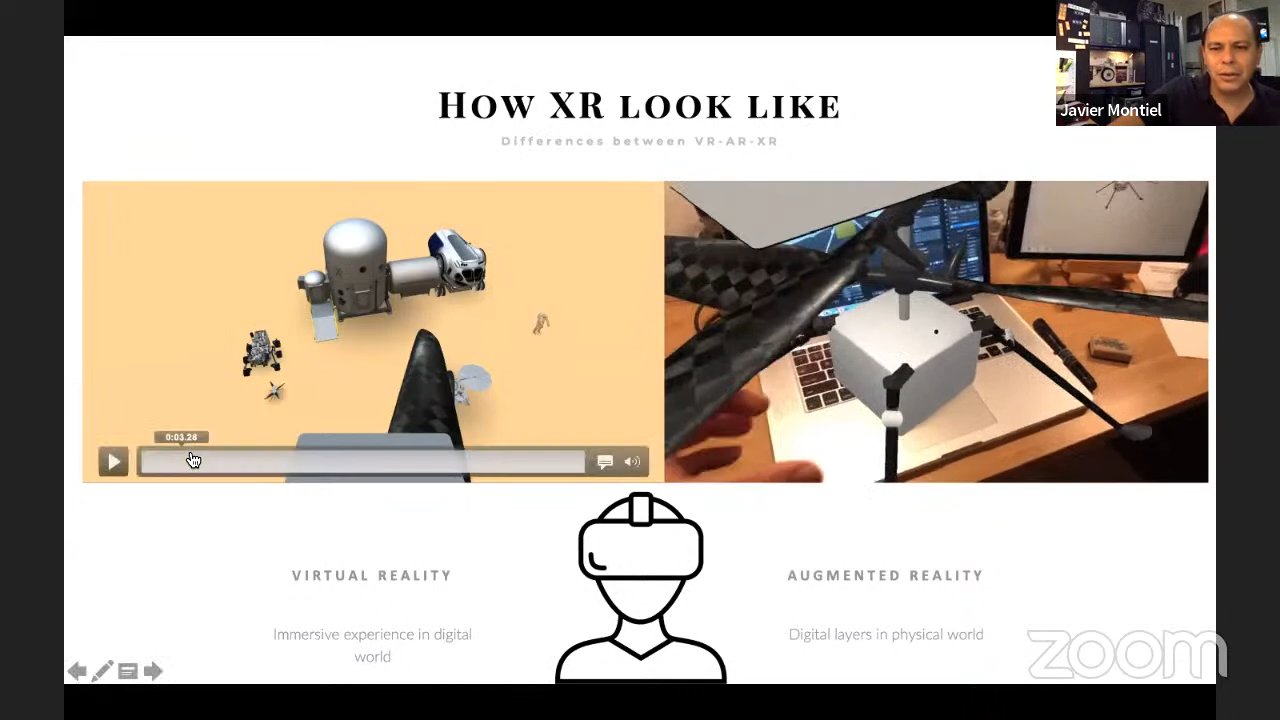 HOW XR LOOK LIKE
Differences between VR-AR-XR
Javier Montiel
0:03.28
VIRTUAL REALITY
AUGMENTED REALITY
Immersive experience in digital
world
Digital layers in physical world
zoom